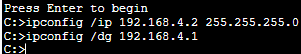 Press Enter to begin
C:>ipconfig /ip 192.168.4.2 255.255.255.0
C:>ipconfig /dg 192.168.4.1
C:>